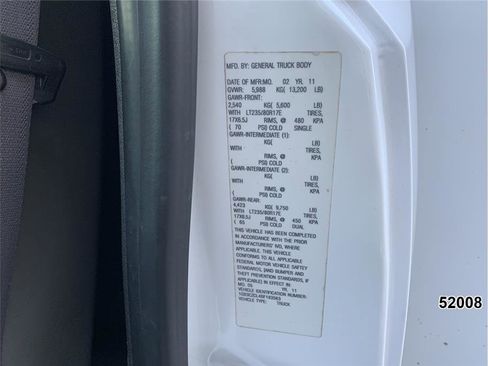 MFD. BY: GENERAL TRUCK BODY
DATE OF MFR:MO. 02 YR. 11
GVWR: 5,988 KG( 13,200 LB)
GAWR-FRONT:
2,540 KG( 5,600 LB)
WITH LT235/80R17E TIRES,
17X6.5J RIMS, @ 480 KPA
( 70 PSI) COLD SINGLE
GAWR-INTERMEDIATE (1):
KG( LB)
WITH TIRES,
RIMS, @ KPA
( PSI) COLD
GAWR-INTERMEDIATE (2):
KG( LB)
WITH TIRES,
RIMS, @ KPA
( PSI) COLD
GAWR-REAR:
4,423 KG( 9,750 LB)
WITH LT235/80R17E TIRES,
17X6.5J RIMS, @ 450 KPA
( 65 PSI) COLD DUAL
THIS VEHICLE HAS BEEN COMPLETED
IN ACCORDANCE WITH THE PRIOR
MANUFACTURERS' IVD, WHERE
APPLICABLE. THIS VEHICLE
CONFORMS TO ALL APPLICABLE
FEDERAL MOTOR VEHICLE SAFETY
STANDARDS, [AND BUMPER AND
THEFT PREVENTION STANDARDS, IF
APPLICABLE] IN EFFECT IN
MO. YR. 11
VEHICLE IDENTIFICATION NUMBER:
VEHICLE TYPE: TRUCK
52008